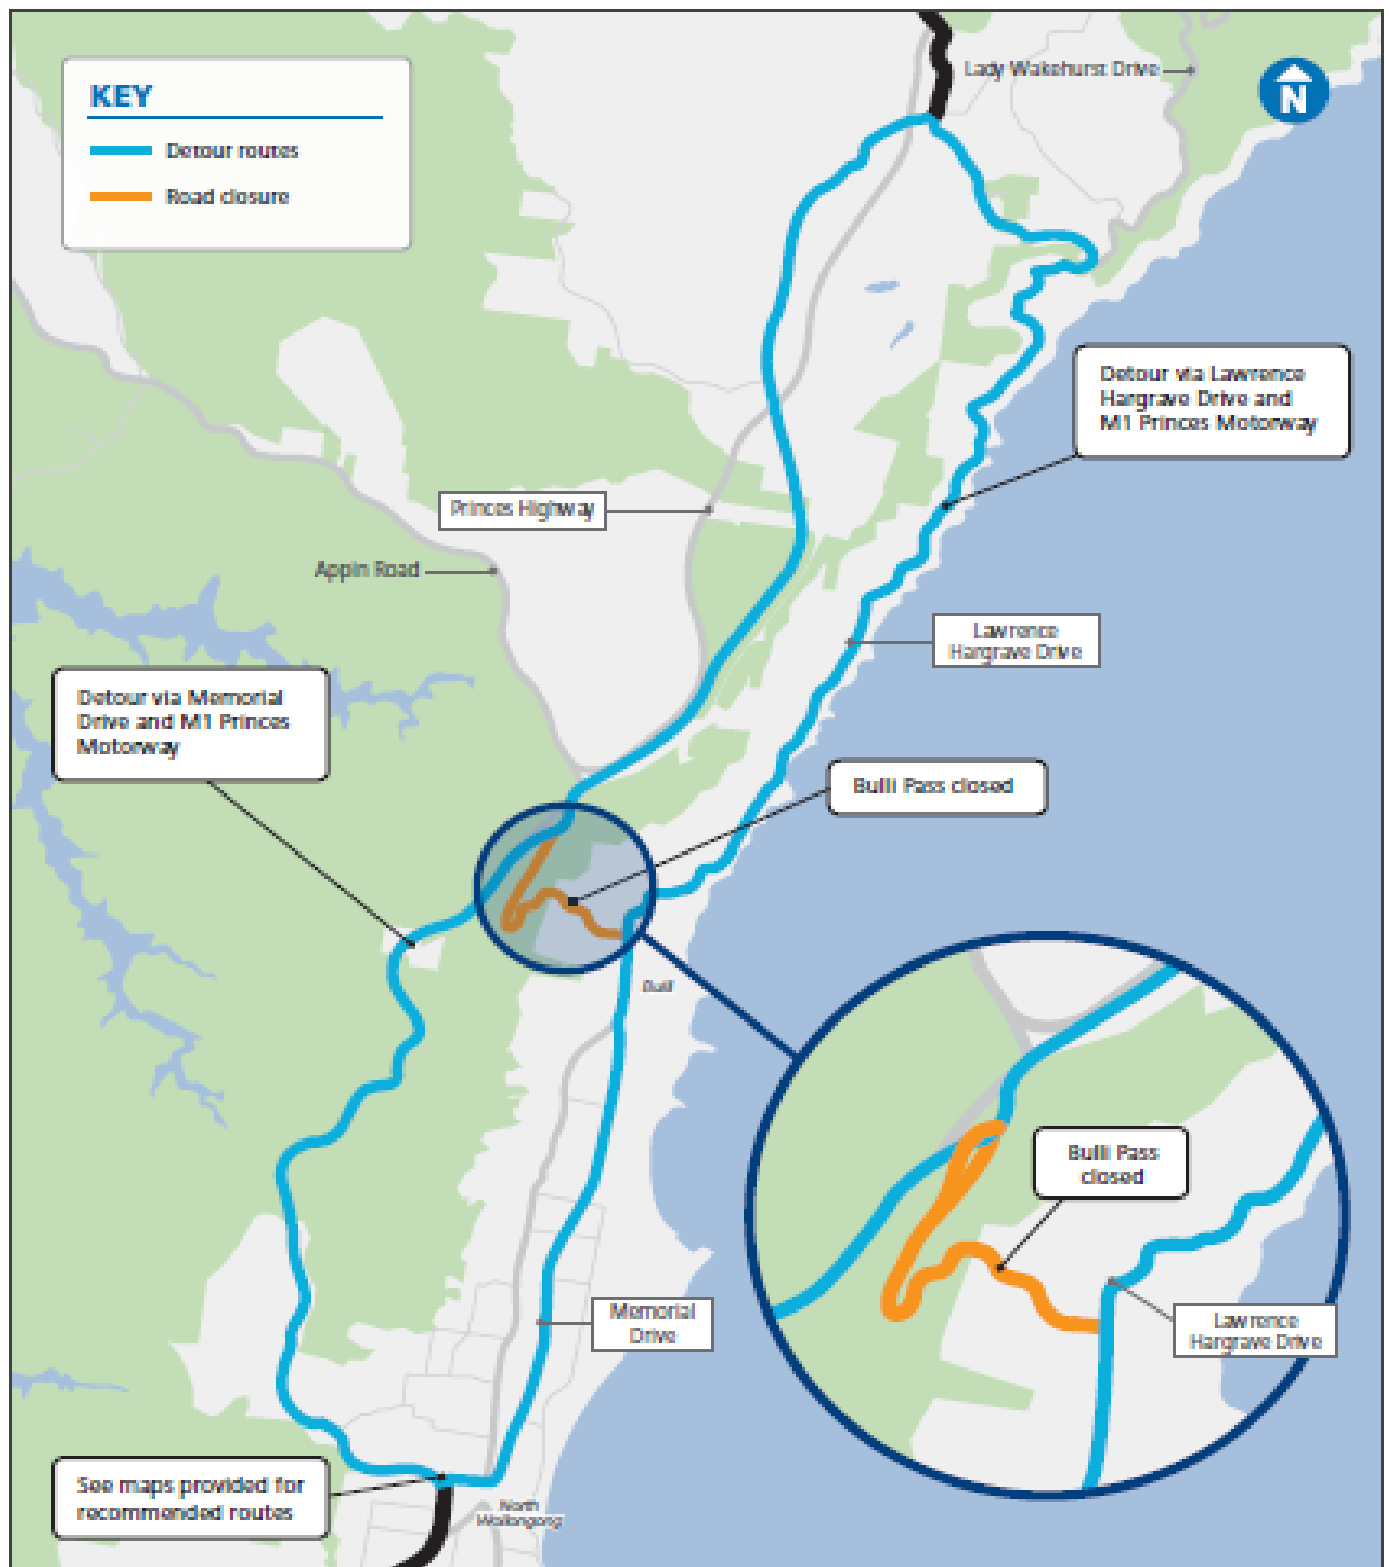 KEY
Detour routes
Road closure
Lady Wakehurst Drive
N
Detour via Lawrence
Hargrave Drive and
M1 Princes Motorway
Princes Highway
Appin Road
Lawrence
Hargrave Drive
Detour via Memorial
Drive and M1 Princes
Motorway
Bulli Pass closed
Bulli
Bulli Pass
closed
Lawrence
Hargrave Drive
Memorial
Drive
See maps provided for
recommended routes
North
Wollongong